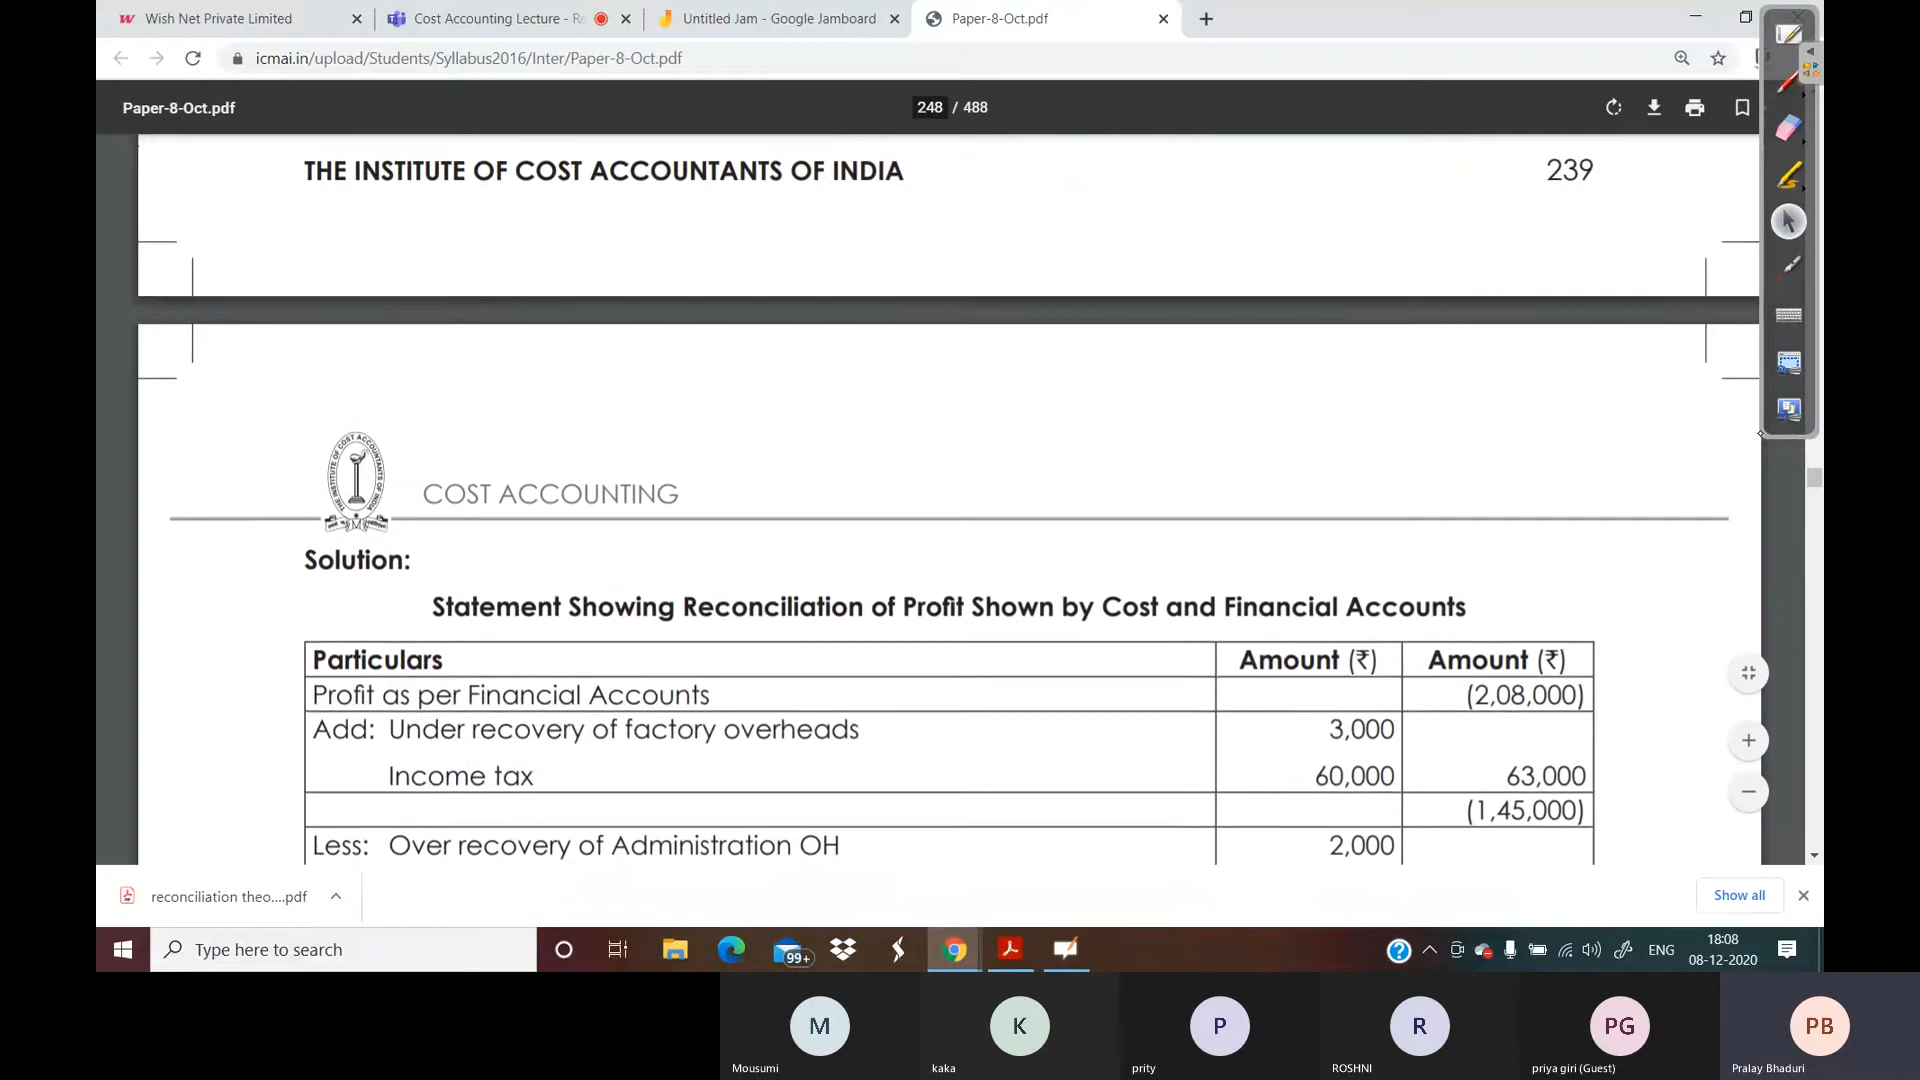 Wish Net Private Limited
Cost Accounting Lecture - Re
Untitled Jam - Google Jamboard
Paper-8-Oct.pdf
icmai.in/upload/Students/Syllabus2016/Inter/Paper-8-Oct.pdf
Paper-8-Oct.pdf
248 / 488
THE INSTITUTE OF COST ACCOUNTANTS OF INDIA 239
COST ACCOUNTING
Solution:
Statement Showing Reconciliation of Profit Shown by Cost and Financial Accounts
Particulars Amount (₹) Amount (₹)
Profit as per Financial Accounts (2,08,000)
Add: Under recovery of factory overheads 3,000
Income tax 60,000 63,000
(1,45,000)
Less: Over recovery of Administration OH 2,000
reconciliation theo....pdf
Show all
Type here to search
99+
ENG
18:08
08-12-2020
M K P R PG PB
Mousumi kaka prity ROSHNI priya giri (Guest) Pralay Bhaduri